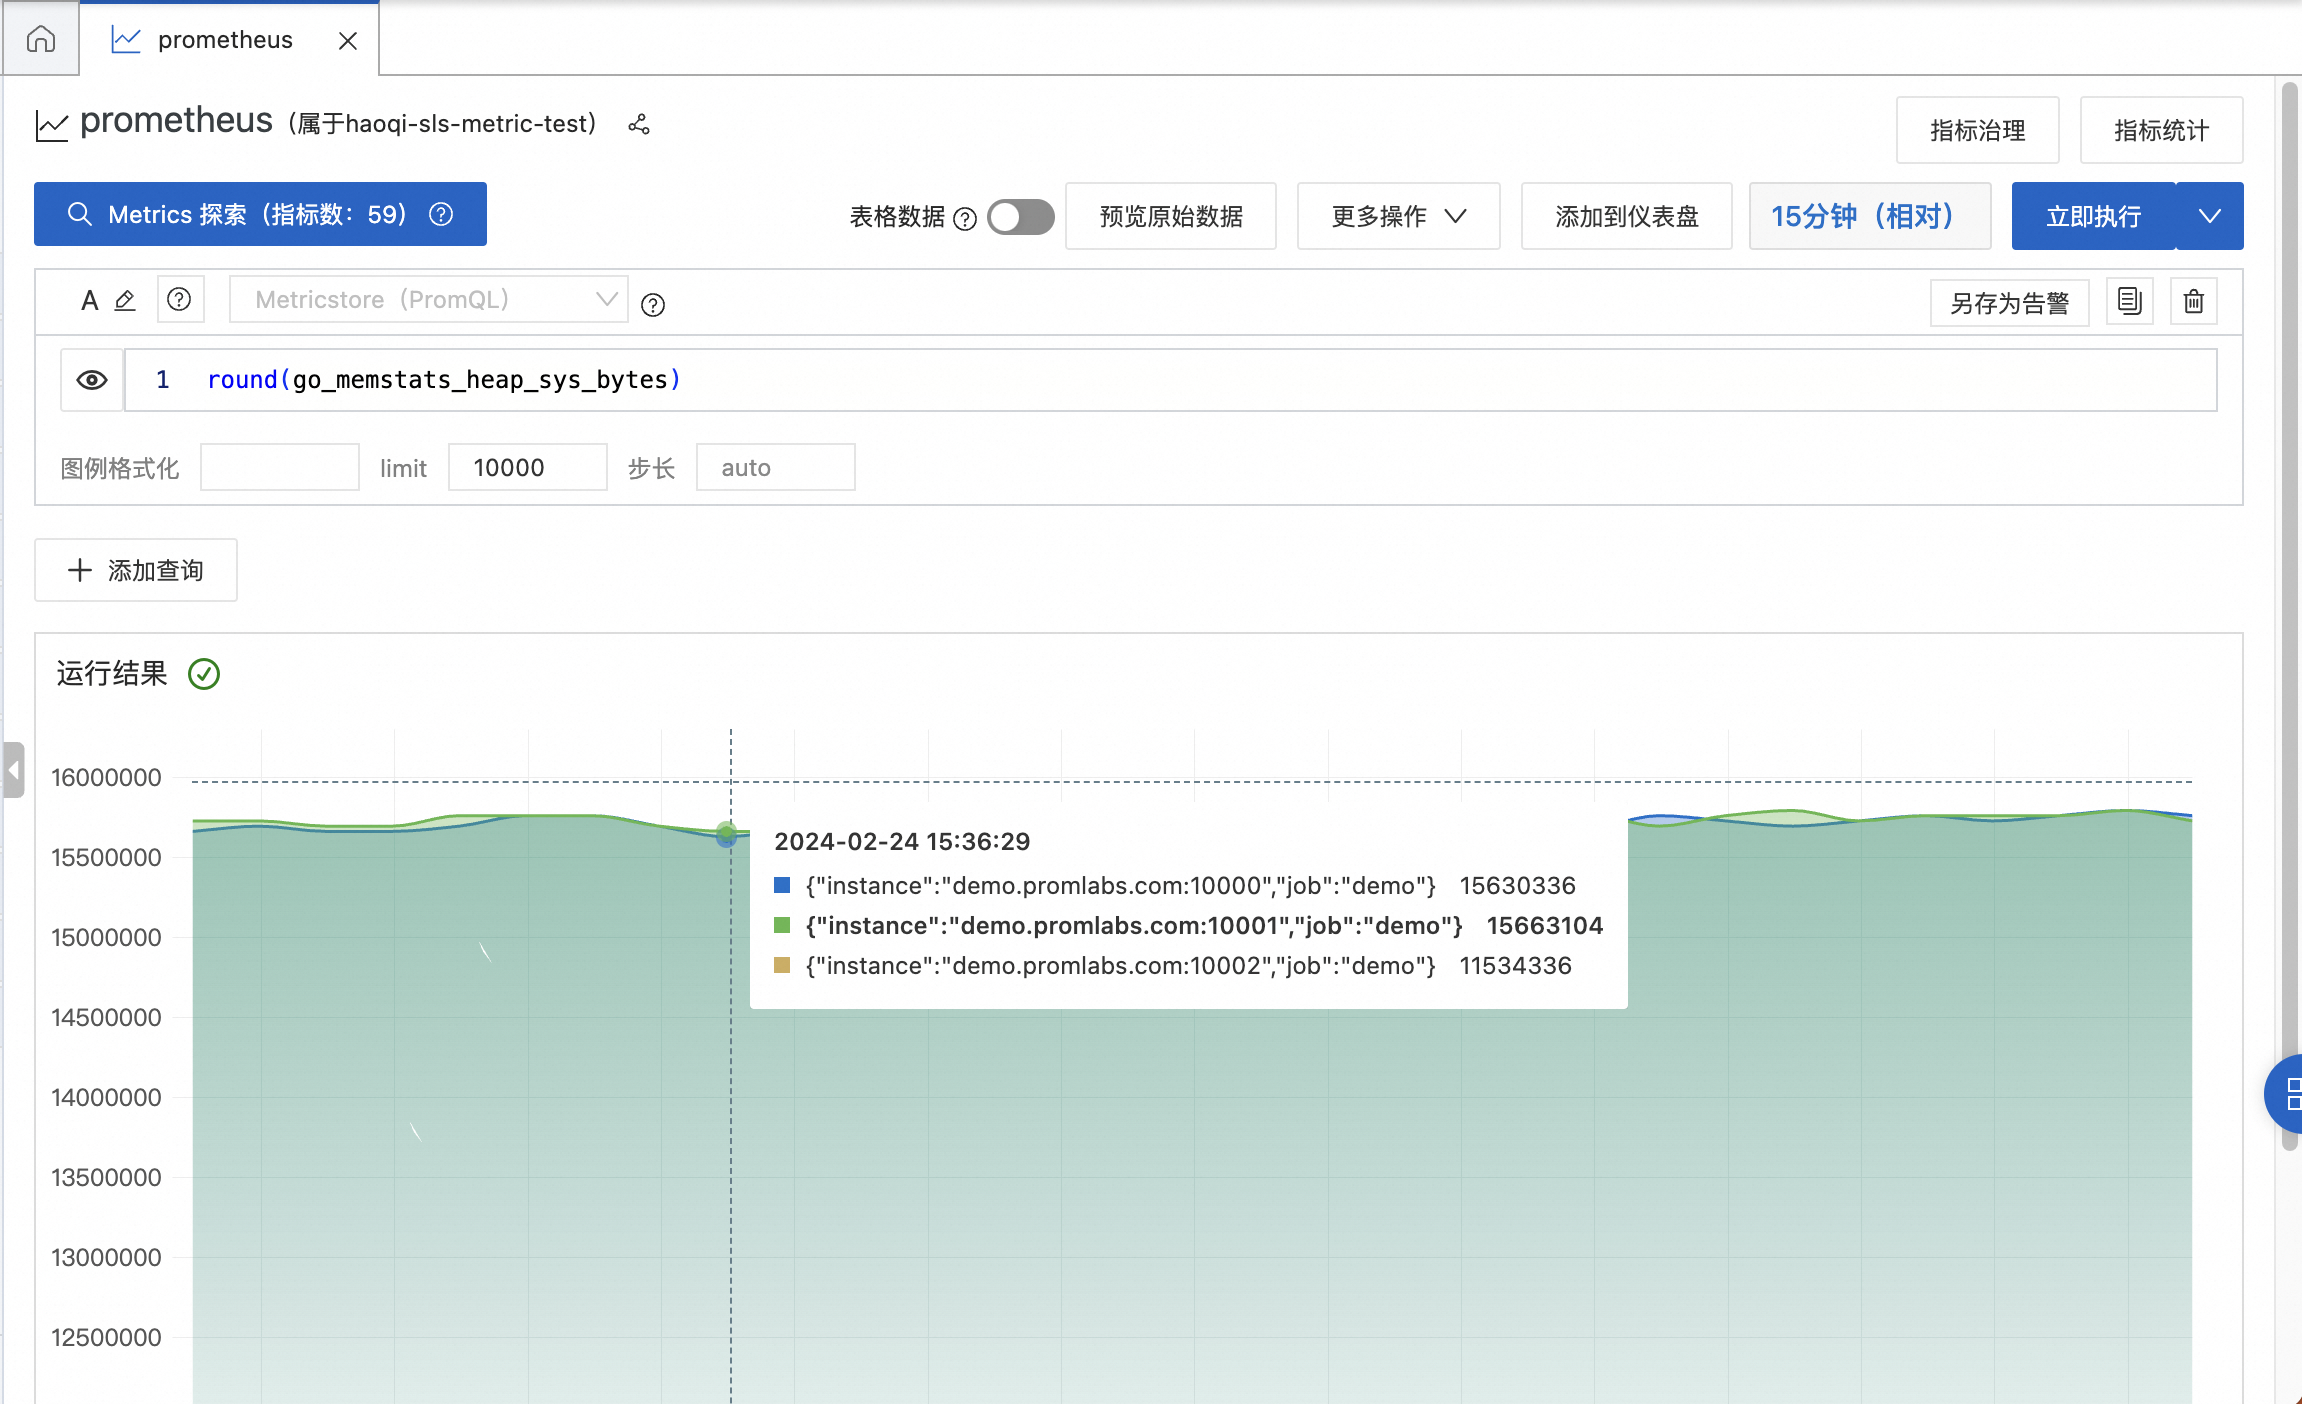 prometheus
prometheus（属于haoqi-sls-metric-test）
指标治理
指标统计
Metrics 探索（指标数：59）
表格数据
预览原始数据
更多操作
添加到仪表盘
15分钟（相对）
立即执行
A
Metricstore（PromQL）
另存为告警
1 round(go_memstats_heap_sys_bytes)
图例格式化
limit 10000
步长 auto
添加查询
运行结果
16000000
15500000
15000000
14500000
14000000
13500000
13000000
12500000
2024-02-24 15:36:29
{"instance":"demo.promlabs.com:10000","job":"demo"} 15630336
{"instance":"demo.promlabs.com:10001","job":"demo"} 15663104
{"instance":"demo.promlabs.com:10002","job":"demo"} 11534336